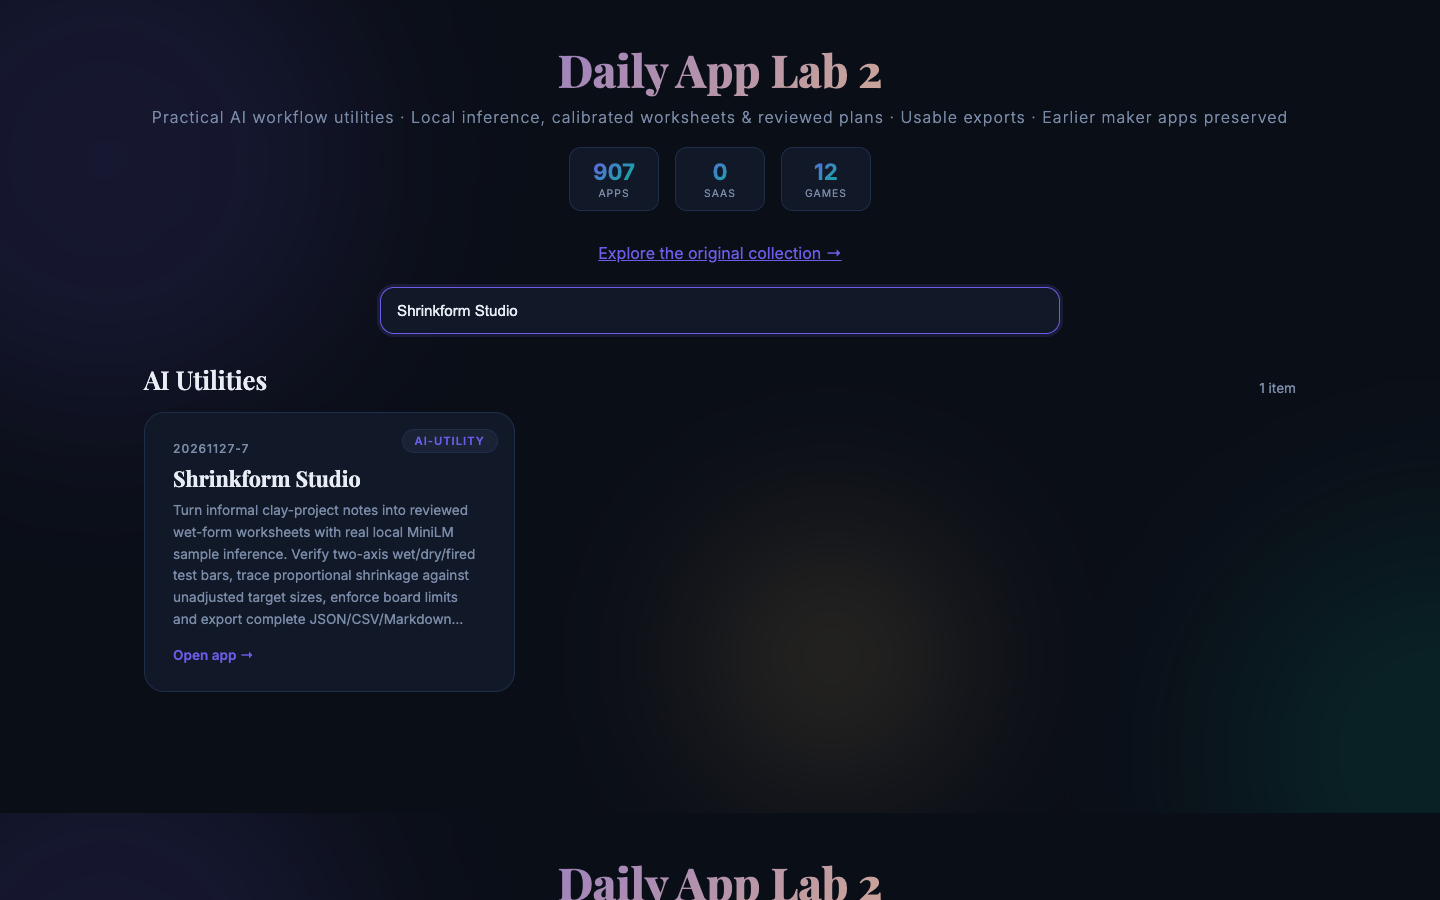 Daily App Lab 2
Practical AI workflow utilities · Local inference, calibrated worksheets & reviewed plans · Usable exports · Earlier maker apps preserved
907
APPS
0
SAAS
12
GAMES
Explore the original collection →
Shrinkform Studio
AI Utilities
1 item
20261127-7
AI-UTILITY
Shrinkform Studio
Turn informal clay-project notes into reviewed
wet-form worksheets with real local MiniLM
sample inference. Verify two-axis wet/dry/fired
test bars, trace proportional shrinkage against
unadjusted target sizes, enforce board limits
and export complete JSON/CSV/Markdown...
Open app →
Daily App Lab 2